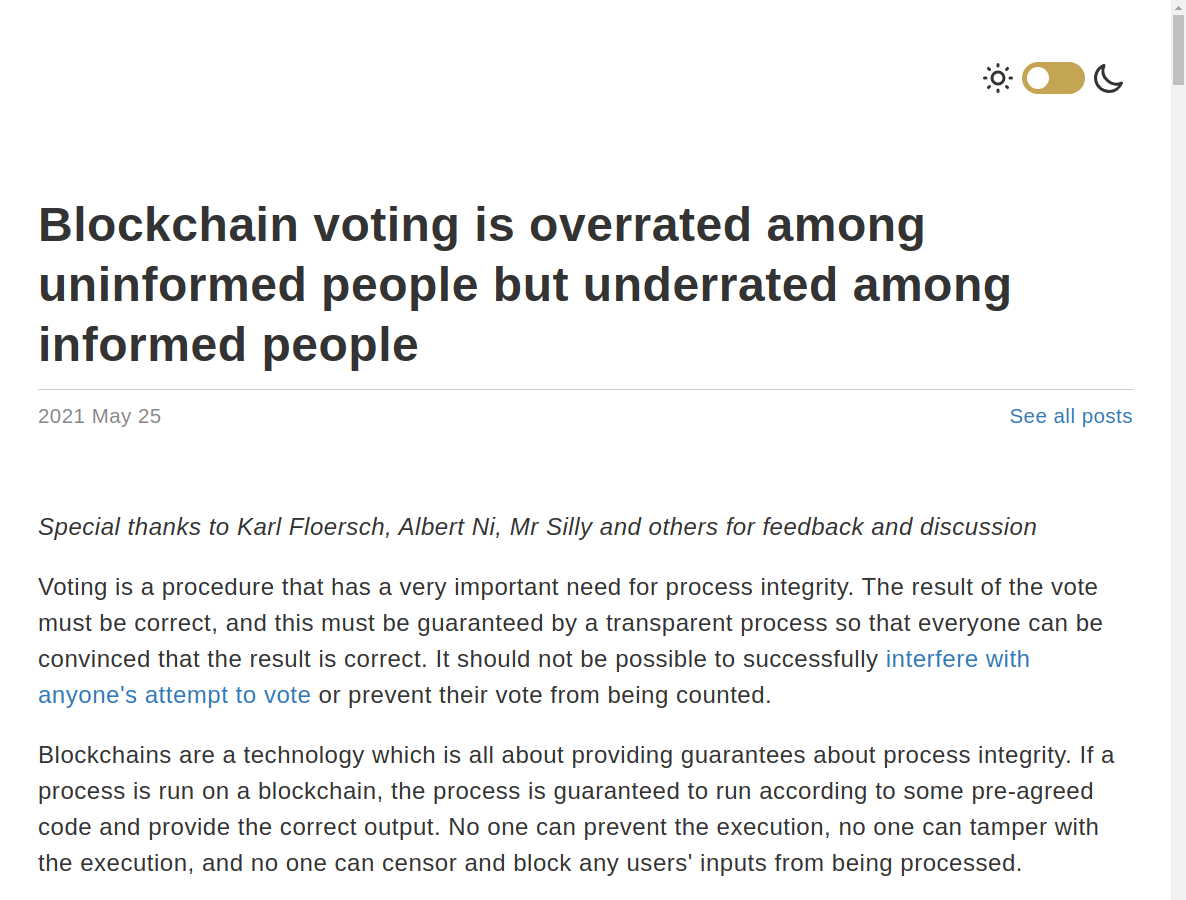 Blockchain voting is overrated among
uninformed people but underrated among
informed people
2021 May 25
See all posts
Special thanks to Karl Floersch, Albert Ni, Mr Silly and others for feedback and discussion
Voting is a procedure that has a very important need for process integrity. The result of the vote
must be correct, and this must be guaranteed by a transparent process so that everyone can be
convinced that the result is correct. It should not be possible to successfully interfere with
anyone's attempt to vote or prevent their vote from being counted.
Blockchains are a technology which is all about providing guarantees about process integrity. If a
process is run on a blockchain, the process is guaranteed to run according to some pre-agreed
code and provide the correct output. No one can prevent the execution, no one can tamper with
the execution, and no one can censor and block any users' inputs from being processed.